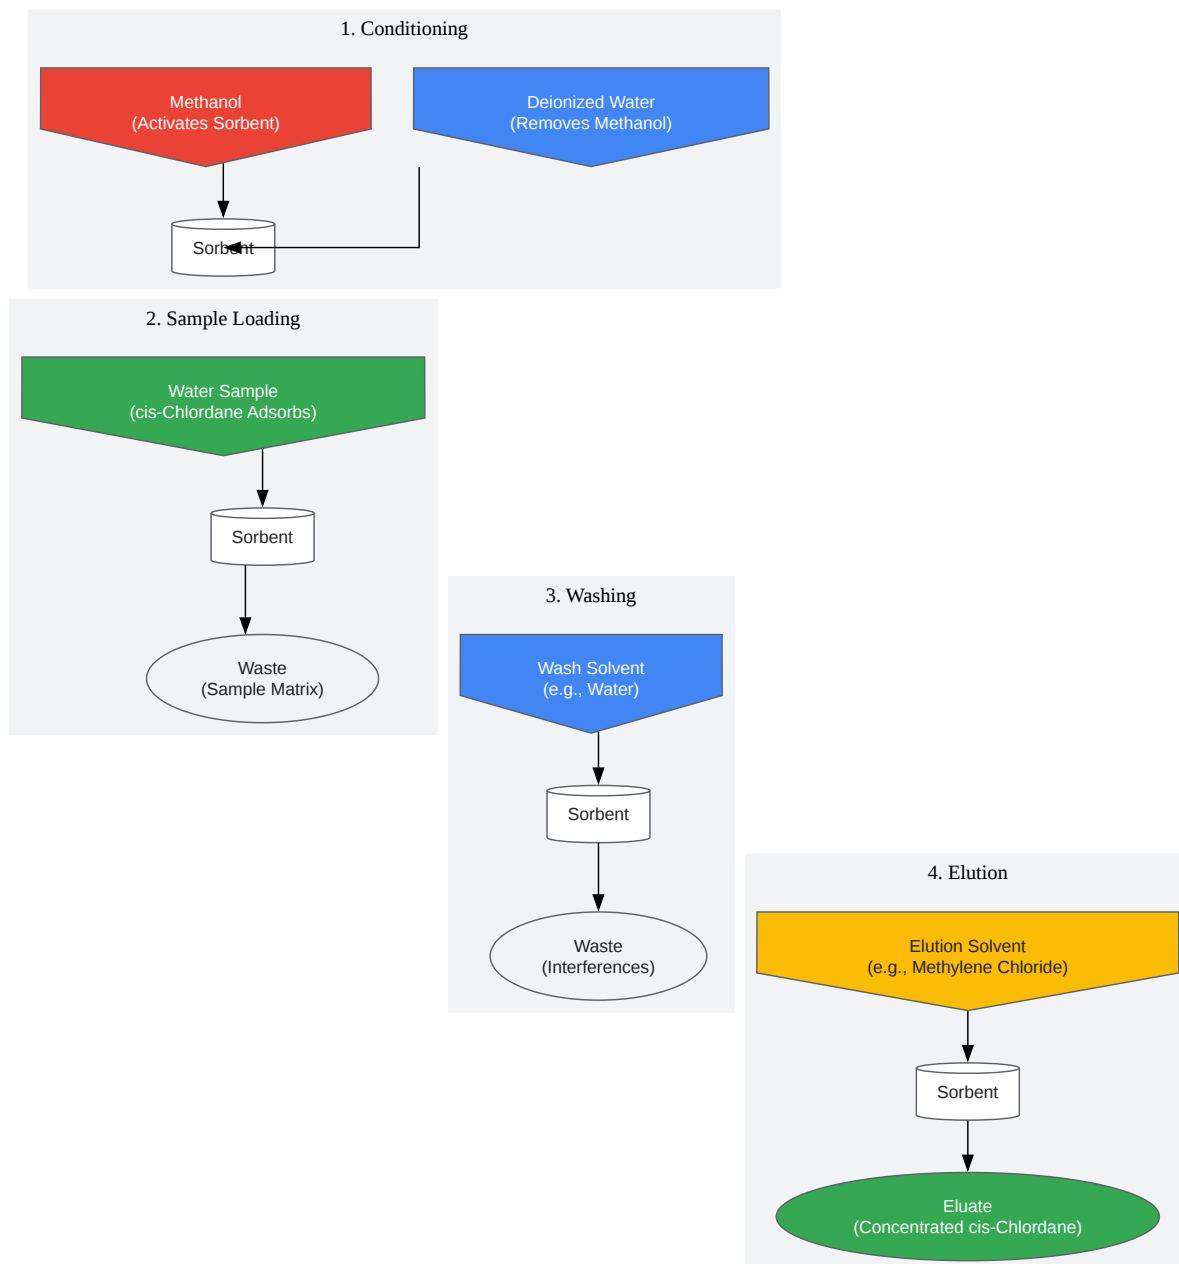 1. Conditioning
Methanol
(Activates Sorbent)
Deionized Water
(Removes Methanol)
Sorbent
2. Sample Loading
Water Sample
(cis-Chlordane Adsorbs)
Sorbent
Waste
(Sample Matrix)
3. Washing
Wash Solvent
(e.g., Water)
Sorbent
Waste
(Interferences)
4. Elution
Elution Solvent
(e.g., Methylene Chloride)
Sorbent
Eluate
(Concentrated cis-Chlordane)